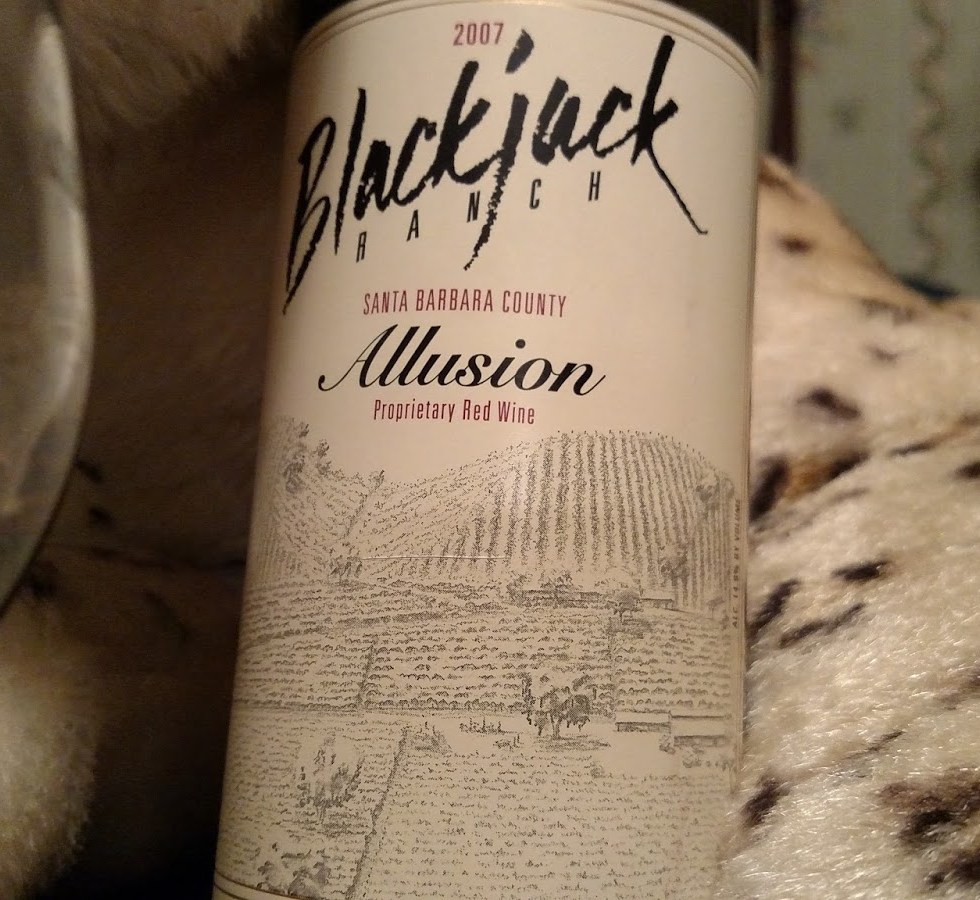 2007
Blackjack
RANCH
SANTA BARBARA COUNTY
Allusion
Proprietary Red Wine